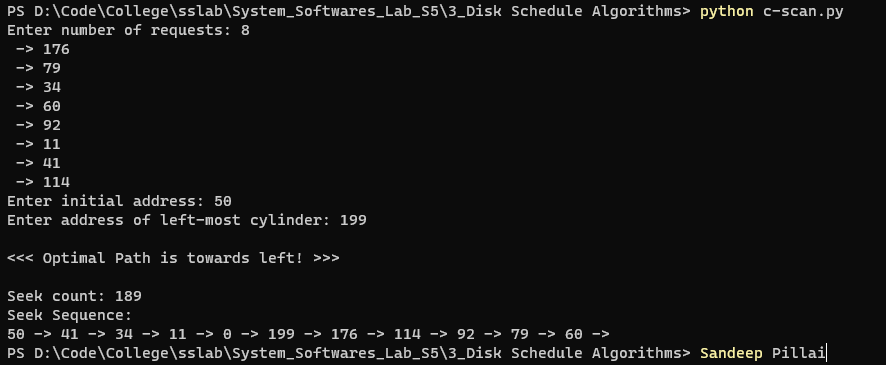 PS D:\Code\College\sslab\System_Softwares_Lab_S5\3_Disk Schedule Algorithms> python c-scan.py
Enter number of requests: 8
 -> 176
 -> 79
 -> 34
 -> 60
 -> 92
 -> 11
 -> 41
 -> 114
Enter initial address: 50
Enter address of left-most cylinder: 199
<<< Optimal Path is towards left! >>>
Seek count: 189
Seek Sequence:
50 -> 41 -> 34 -> 11 -> 0 -> 199 -> 176 -> 114 -> 92 -> 79 -> 60 ->
PS D:\Code\College\sslab\System_Softwares_Lab_S5\3_Disk Schedule Algorithms> Sandeep Pillai